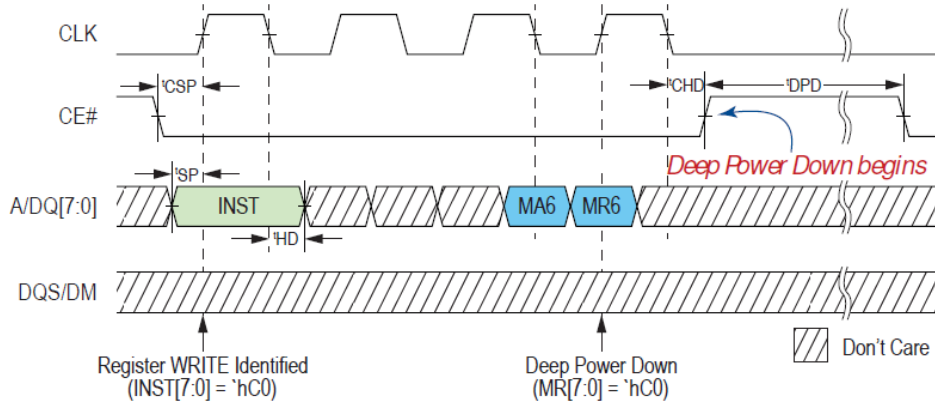 CLK
tCSP
tCHD
tDPD
CE#
Deep Power Down begins
tSP
A/DQ[7:0]
INST
MA6
MR6
tHD
DQS/DM
Register WRITE Identified
(INST[7:0] = `hC0)
Deep Power Down
(MR[7:0] = `hC0)
Don't Care